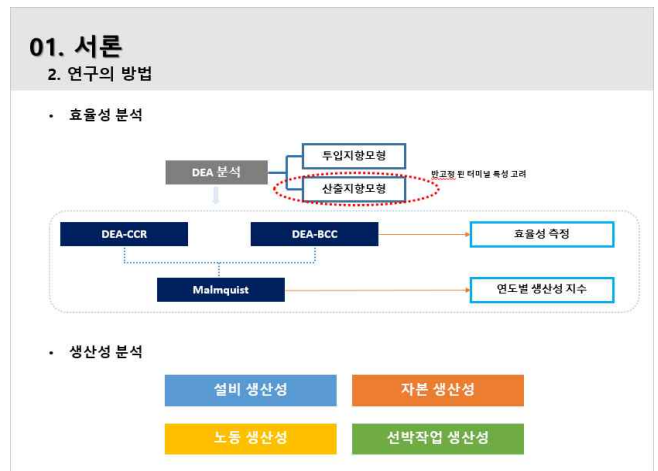 01. 서론
2. 연구의 방법
• 효율성 분석
투입지향모형
DEA 분석
반고정 된 터미널 특성 고려
산출지향모형
DEA-CCR
DEA-BCC
효율성 측정
Malmquist
연도별 생산성 지수
• 생산성 분석
설비 생산성
자본 생산성
노동 생산성
선박작업 생산성